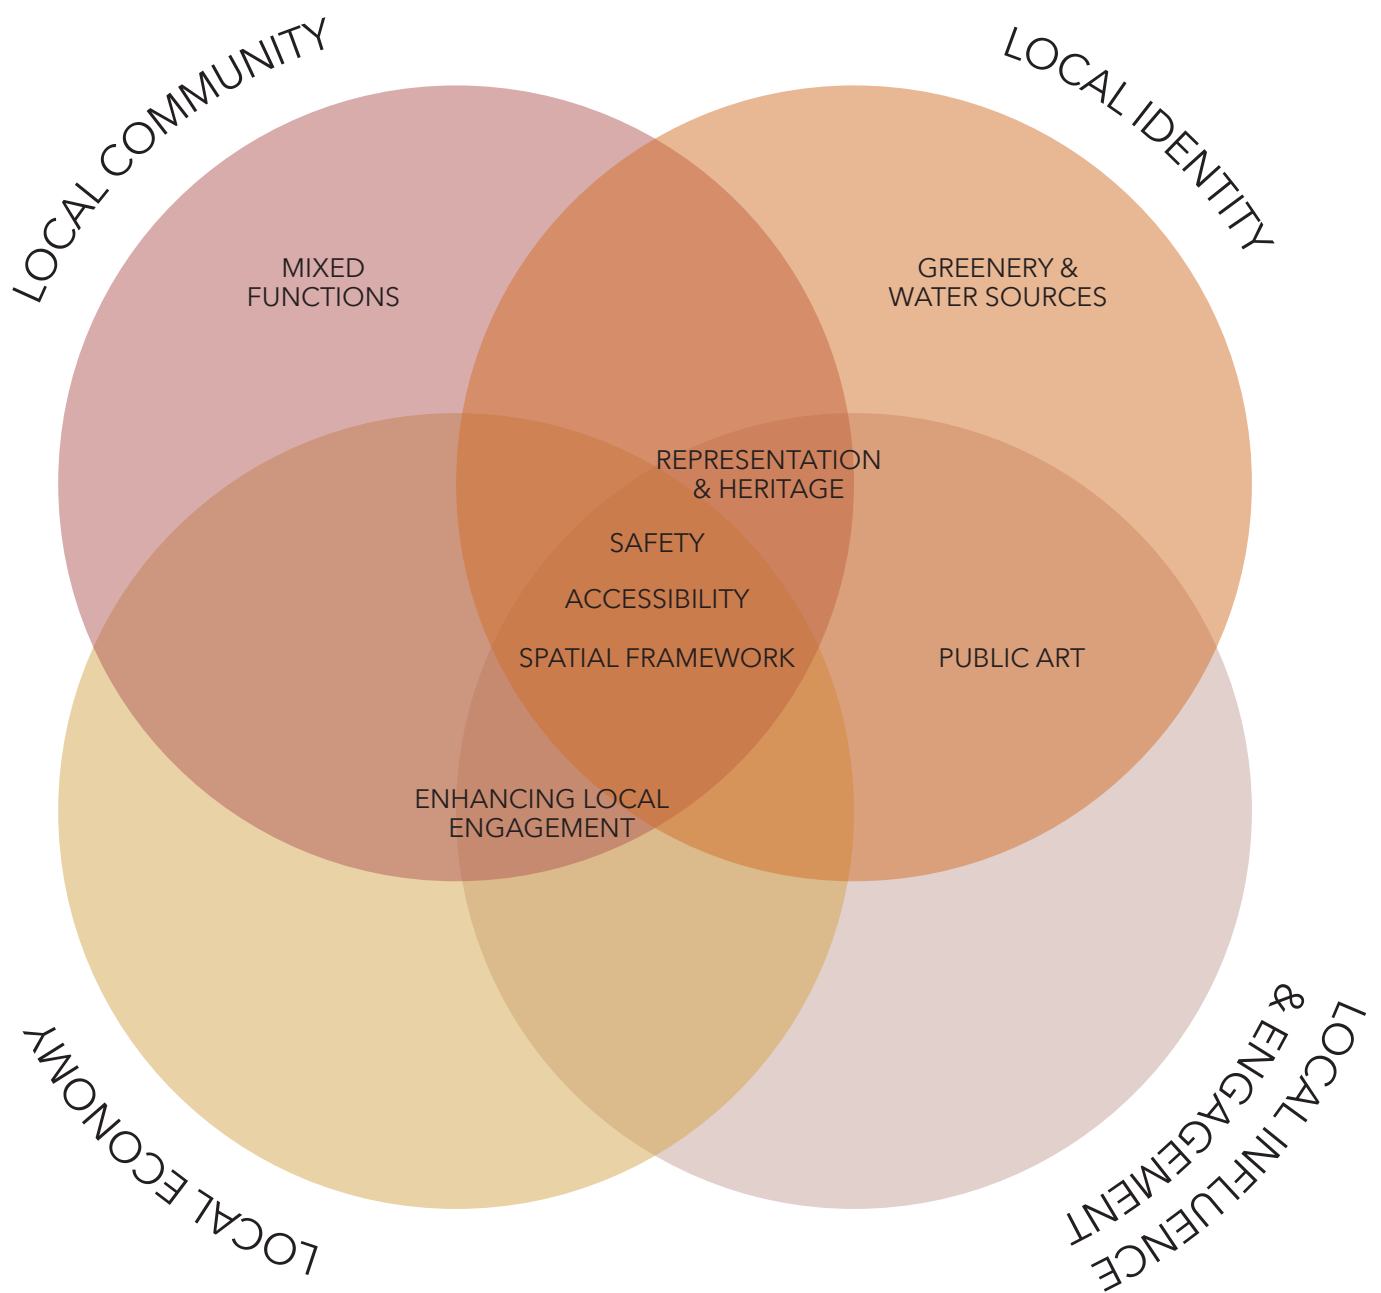 LOCAL COMMUNITY
LOCAL IDENTITY
MIXED
FUNCTIONS
GREENERY &
WATER SOURCES
REPRESENTATION
& HERITAGE
SAFETY
ACCESSIBILITY
SPATIAL FRAMEWORK
PUBLIC ART
ENHANCING LOCAL
ENGAGEMENT
LOCAL ECONOMY
LOCAL INFLUENCE
& ENGAGEMENT